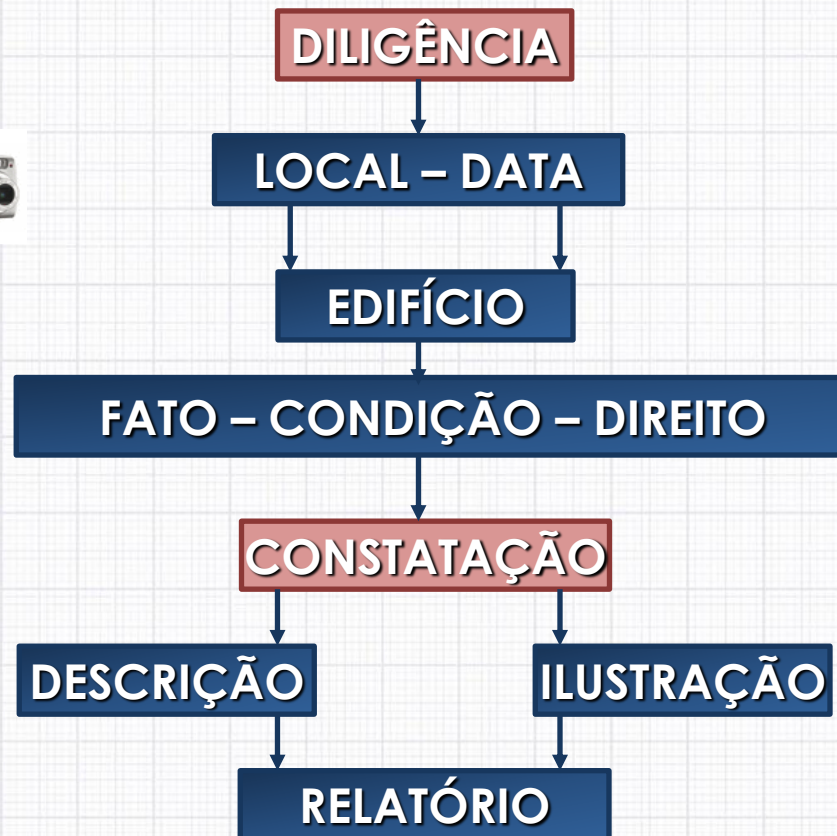 DILIGÊNCIA
LOCAL – DATA
EDIFÍCIO
FATO – CONDIÇÃO – DIREITO
CONSTATAÇÃO
DESCRIÇÃO
ILUSTRAÇÃO
RELATÓRIO